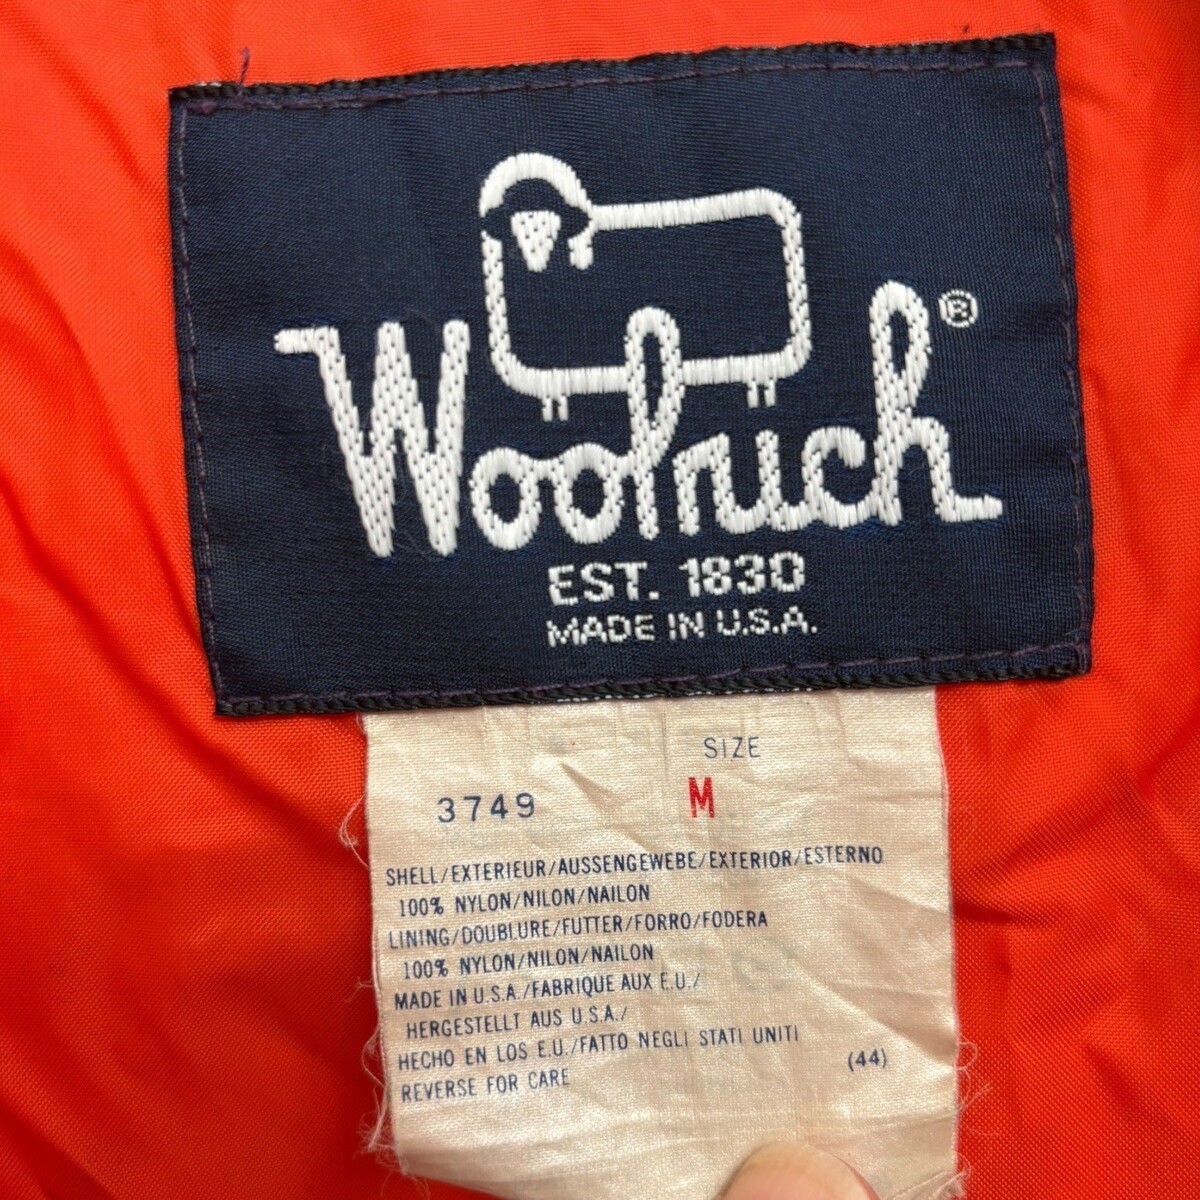 Woolrich®
EST. 1830
MADE IN U.S.A.
SIZE
3749 M
SHELL/EXTERIEUR/AUSSENGEWEBE/EXTERIOR/ESTERNO
100% NYLON/NILON/NAILON
LINING/DOUBLURE/FUTTER/FORRO/FODERA
100% NYLON/NILON/NAILON
MADE IN U.S.A./FABRIQUE AUX E.U./
HERGESTELLT AUS U.S.A./
HECHO EN LOS E.U./FATTO NEGLI STATI UNITI
REVERSE FOR CARE (44)